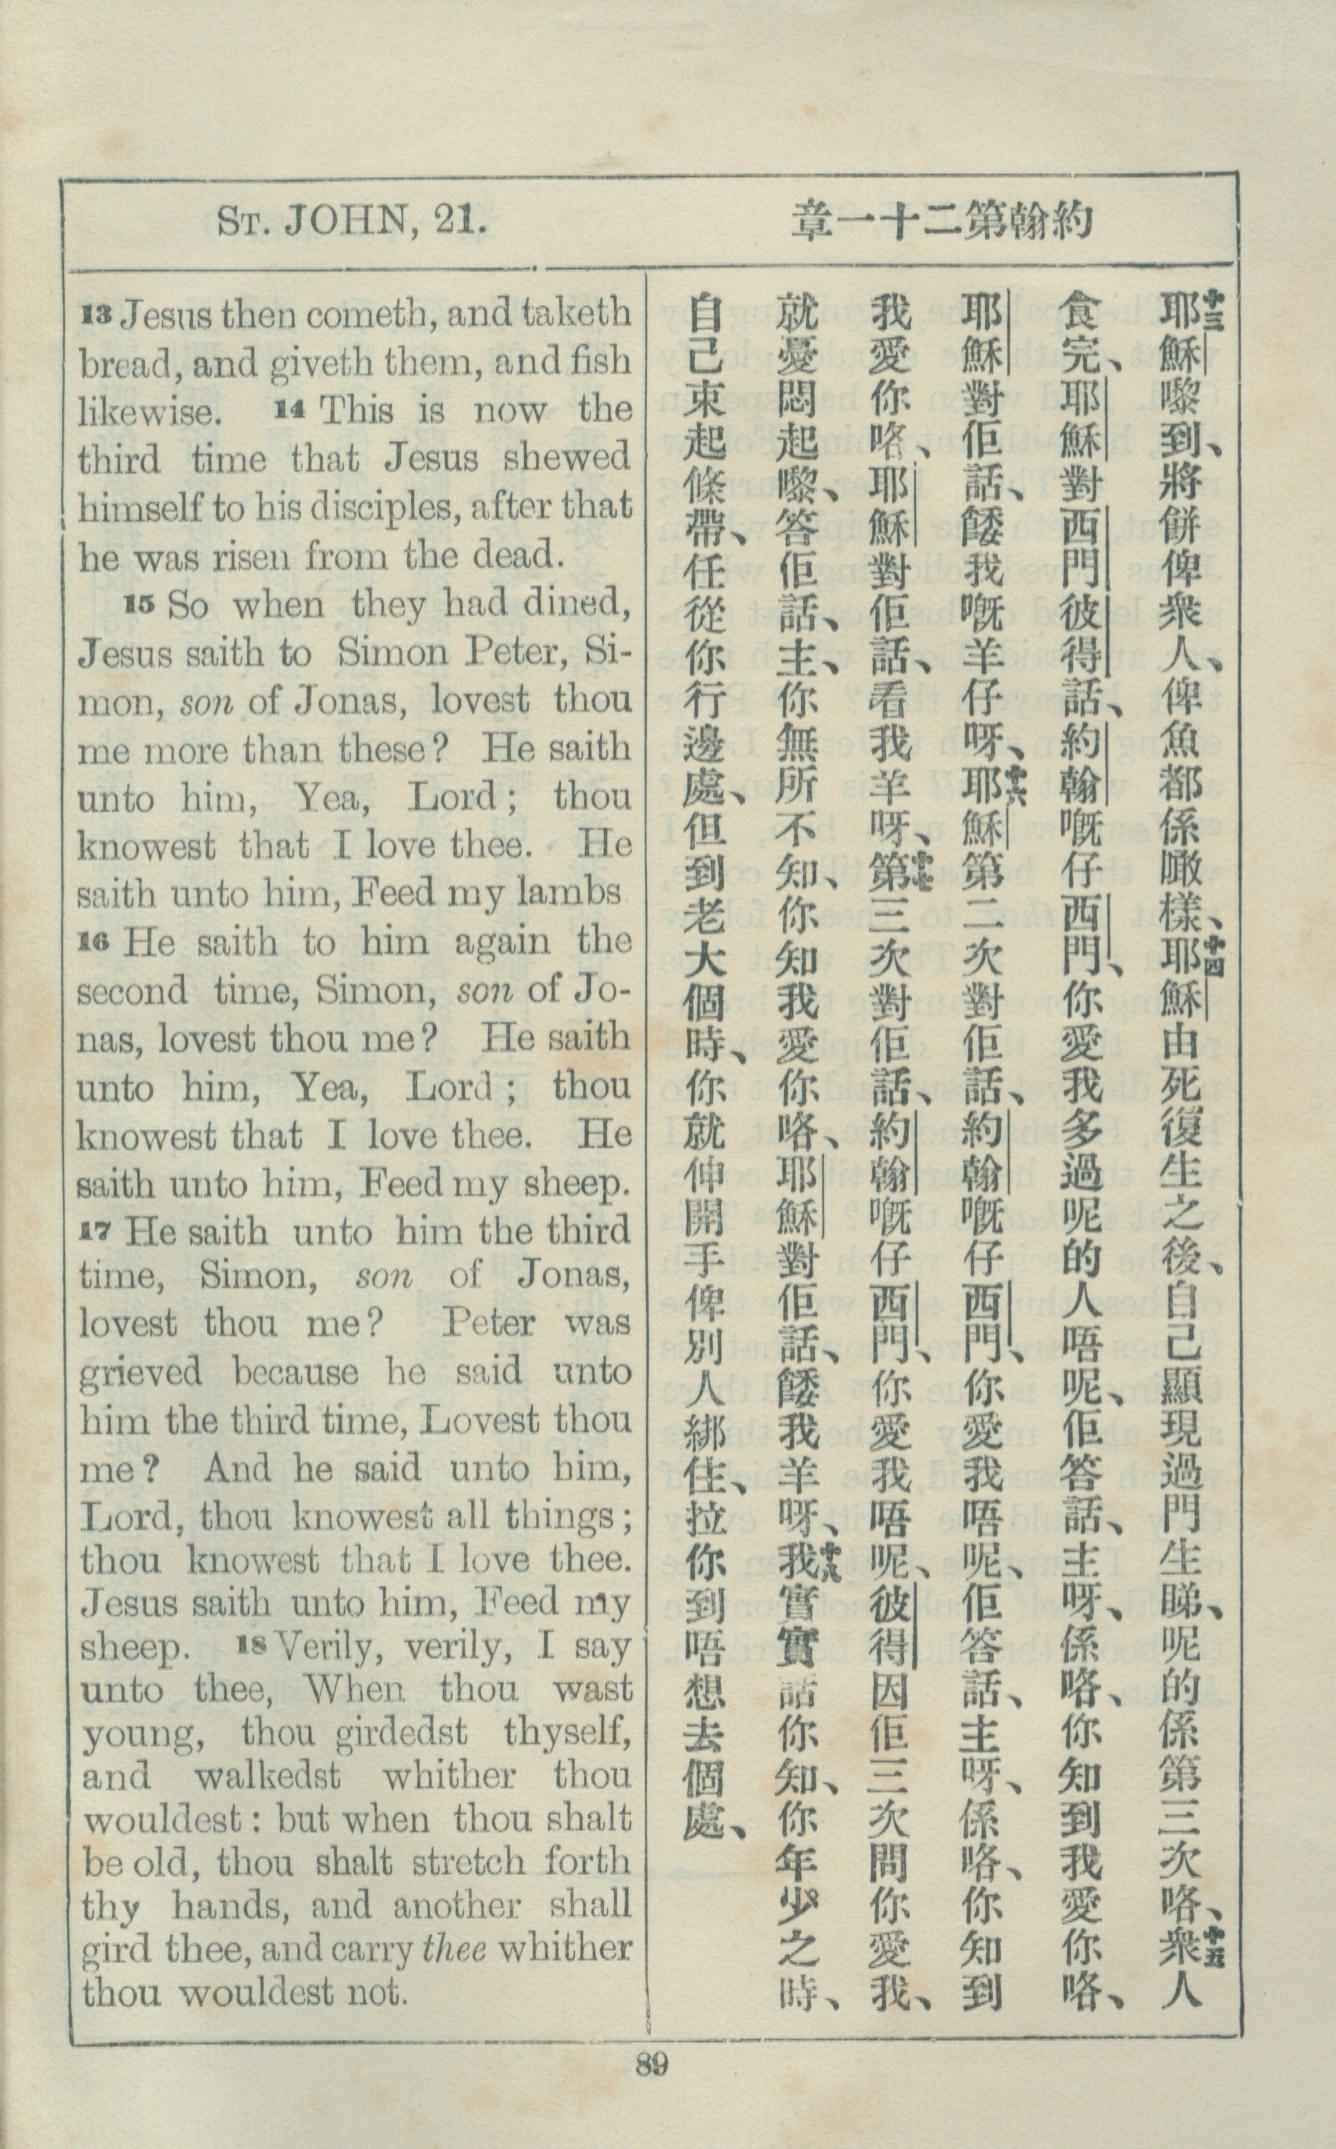 ST. JOHN, 21.
章一十二第翰約
13 Jesus then cometh, and taketh
bread, and giveth them, and fish
likewise. 14 This is now the
third time that Jesus shewed
himself to his disciples, after that
he was risen from the dead.
15 So when they had dined,
Jesus saith to Simon Peter, Si-
mon, son of Jonas, lovest thou
me more than these? He saith
unto him, Yea, Lord; thou
knowest that I love thee. He
saith unto him, Feed my lambs
16 He saith to him again the
second time, Simon, son of Jo-
nas, lovest thou me? He saith
unto him, Yea, Lord; thou
knowest that I love thee. He
saith unto him, Feed my sheep.
17 He saith unto him the third
time, Simon, son of Jonas,
lovest thou me? Peter was
grieved because he said unto
him the third time, Lovest thou
me? And he said unto him,
Lord, thou knowest all things;
thou knowest that I love thee.
Jesus saith unto him, Feed my
sheep. 18 Verily, verily, I say
unto thee, When thou wast
young, thou girdedst thyself,
and walkedst whither thou
wouldest: but when thou shalt
be old, thou shalt stretch forth
thy hands, and another shall
gird thee, and carry thee whither
thou wouldest not.
十三耶穌嚟到、將餅俾衆人、俾魚都係噉樣、十四耶穌由死復生之後、自己顯現過門生睇、呢的係第三次咯、十五衆人
食完、耶穌對西門彼得話、約翰嘅仔西門、你愛我多過呢的人唔呢、佢答話、主呀、係咯、你知到我愛你咯、
耶穌對佢話、餧我嘅羊仔呀、十六耶穌第二次對佢話、約翰嘅仔西門、你愛我唔呢、佢答話、主呀、係咯、你知到
我愛你咯、耶穌對佢話、看我羊呀、十七第三次對佢話、約翰嘅仔西門、你愛我唔呢、彼得因佢三次問你愛我、
就憂悶起嚟、答佢話、主、你無所不知、你知我愛你咯、耶穌對佢話、餧我羊呀、十八我實實話你知、你年少之時、
自己束起條帶、任從你行邊處、但到老大個時、你就伸開手俾別人綁住、拉你到唔想去個處、
89